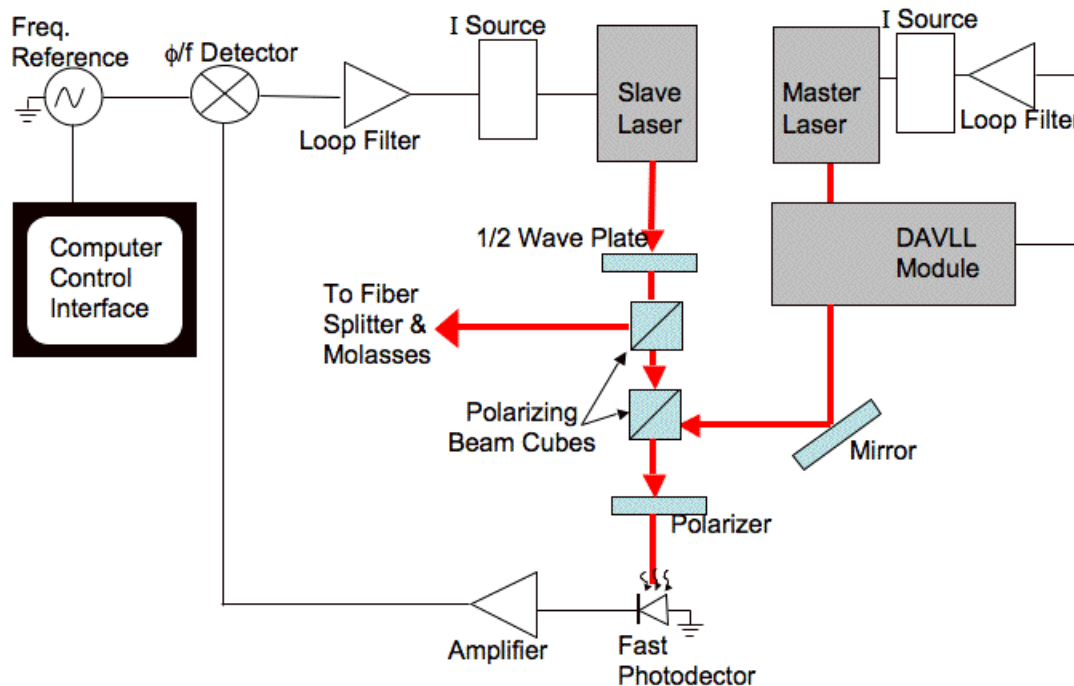 Freq.
Reference
ϕ/f Detector
Loop Filter
I Source
Slave
Laser
Master
Laser
I Source
Loop Filter
Computer
Control
Interface
1/2 Wave Plate
DAVLL
Module
To Fiber
Splitter &
Molasses
Polarizing
Beam Cubes
Mirror
Polarizer
Amplifier
Fast
Photodector